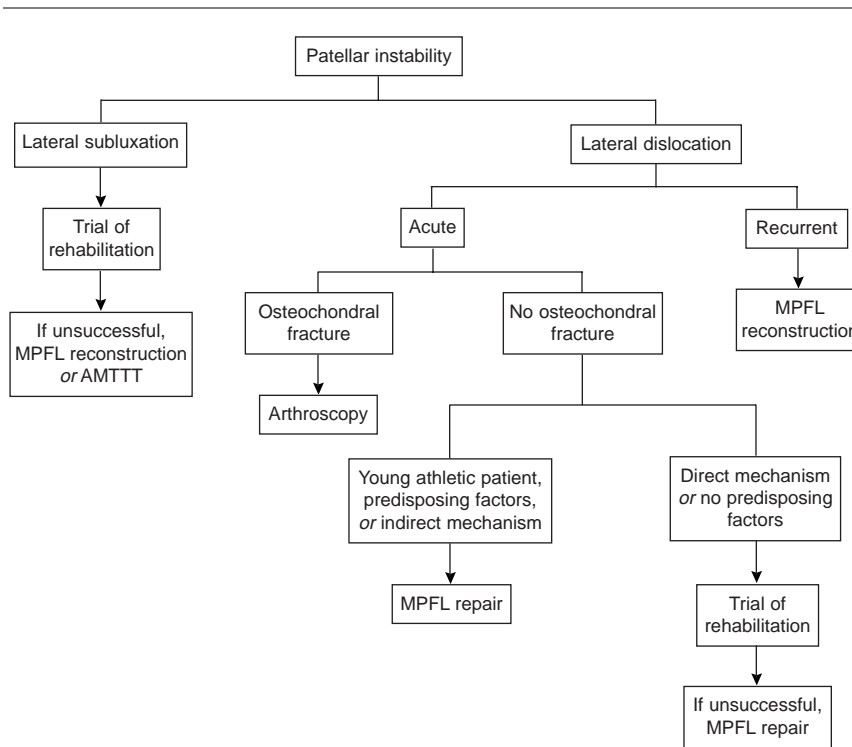 Patellar instability
Lateral subluxation
Lateral dislocation
Trial of
rehabilitation
Acute
Recurrent
If unsuccessful,
MPFL reconstruction
or AMTTT
Osteochondral
fracture
No osteochondral
fracture
MPFL
reconstruction
Arthroscopy
Young athletic patient,
predisposing factors,
or indirect mechanism
Direct mechanism
or no predisposing
factors
MPFL repair
Trial of
rehabilitation
If unsuccessful,
MPFL repair